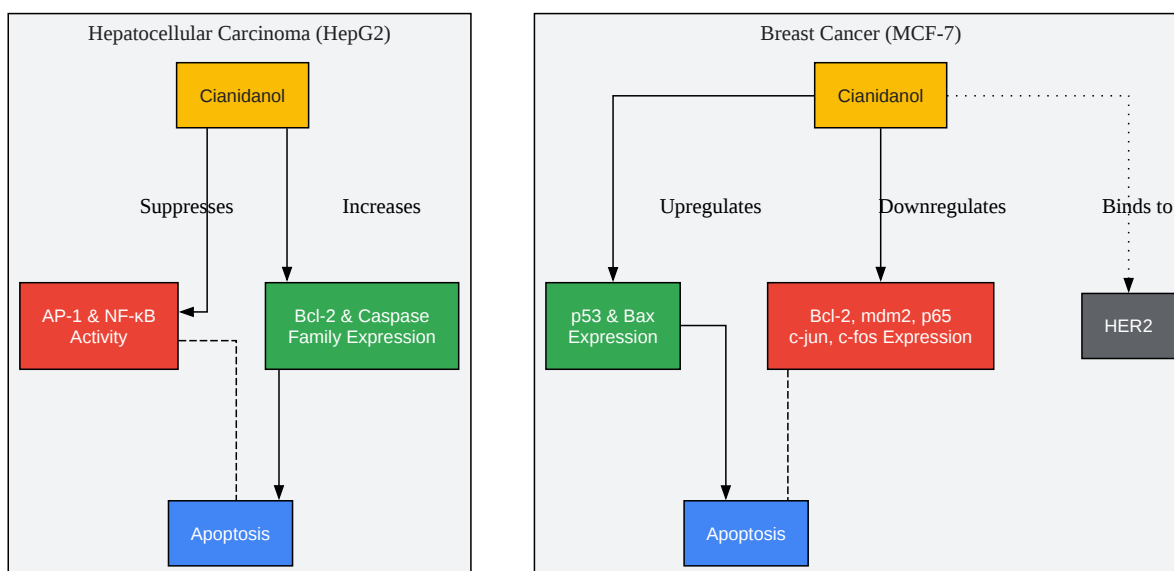 Hepatocellular Carcinoma (HepG2)
Cianidanol
Suppresses
Increases
AP-1 & NF-κB
Activity
Bcl-2 & Caspase
Family Expression
Apoptosis
Breast Cancer (MCF-7)
Cianidanol
Upregulates
Downregulates
Binds to
p53 & Bax
Expression
Bcl-2, mdm2, p65
c-jun, c-fos Expression
HER2
Apoptosis